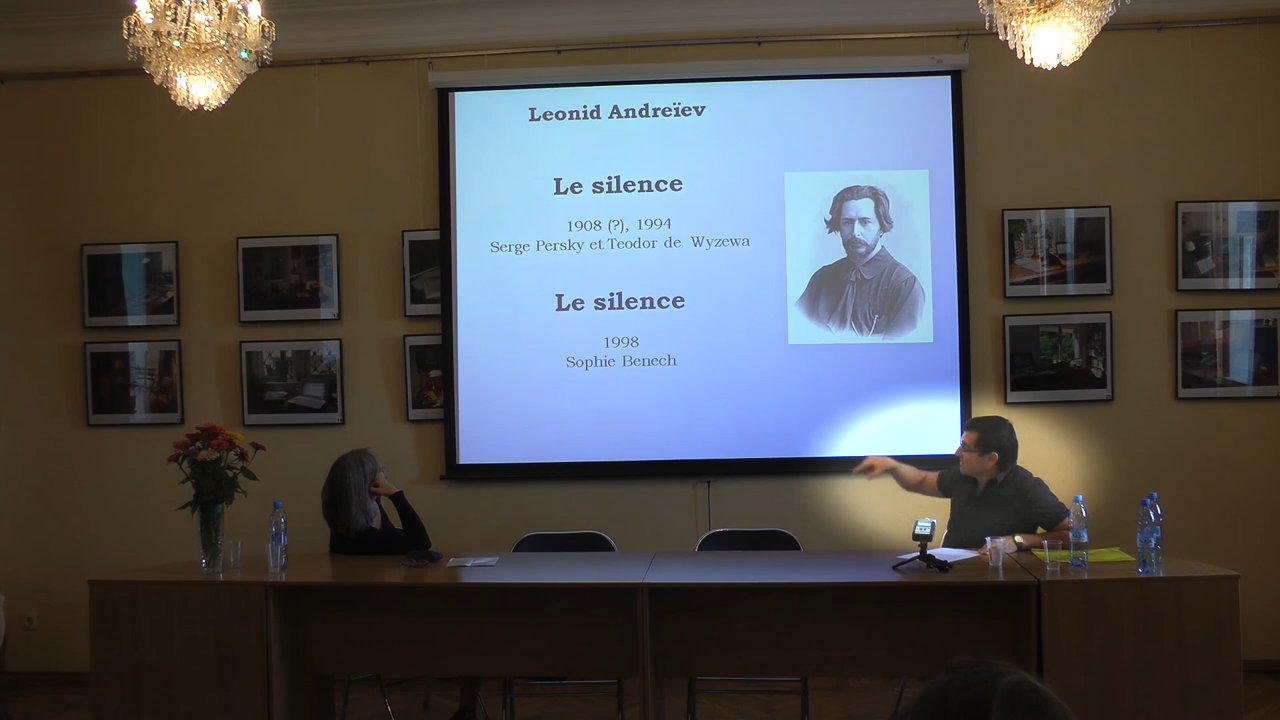 Leonid Andreïev
Le silence
1908 (?), 1994
Serge Persky et Teodor de Wyzewa
Le silence
1998
Sophie Benech